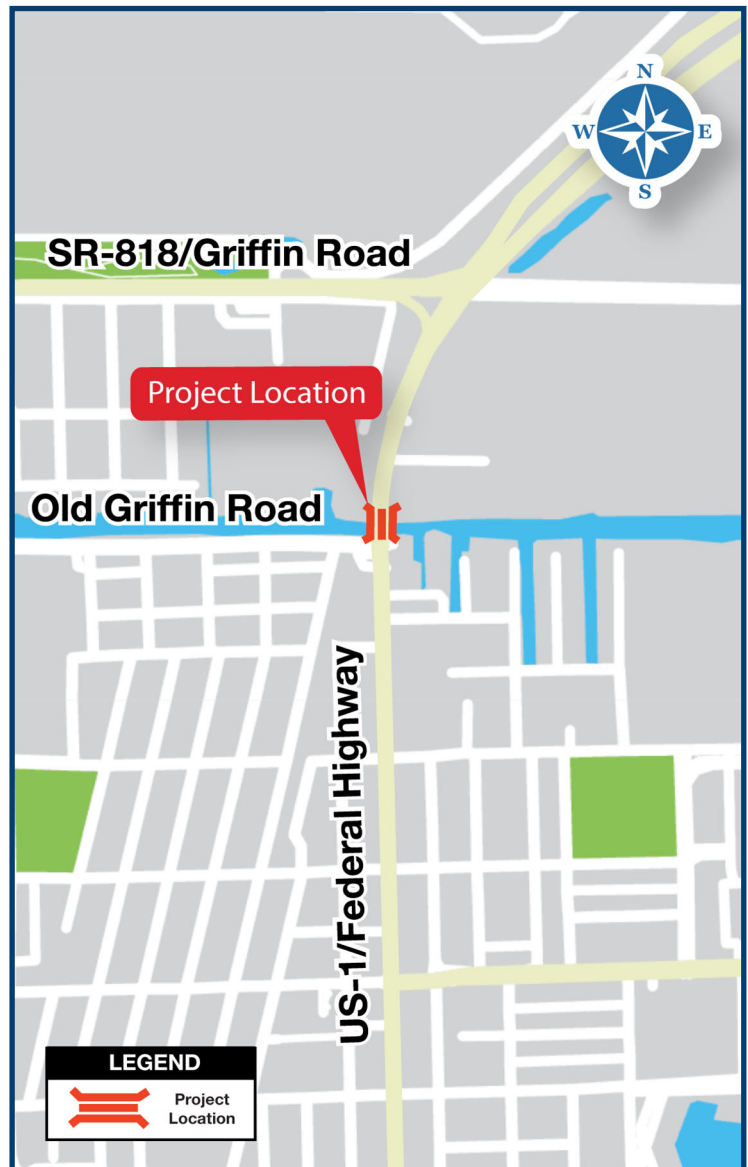 N
W E
S
SR-818/Griffin Road
Project Location
Old Griffin Road
US-1/Federal Highway
LEGEND
Project
Location